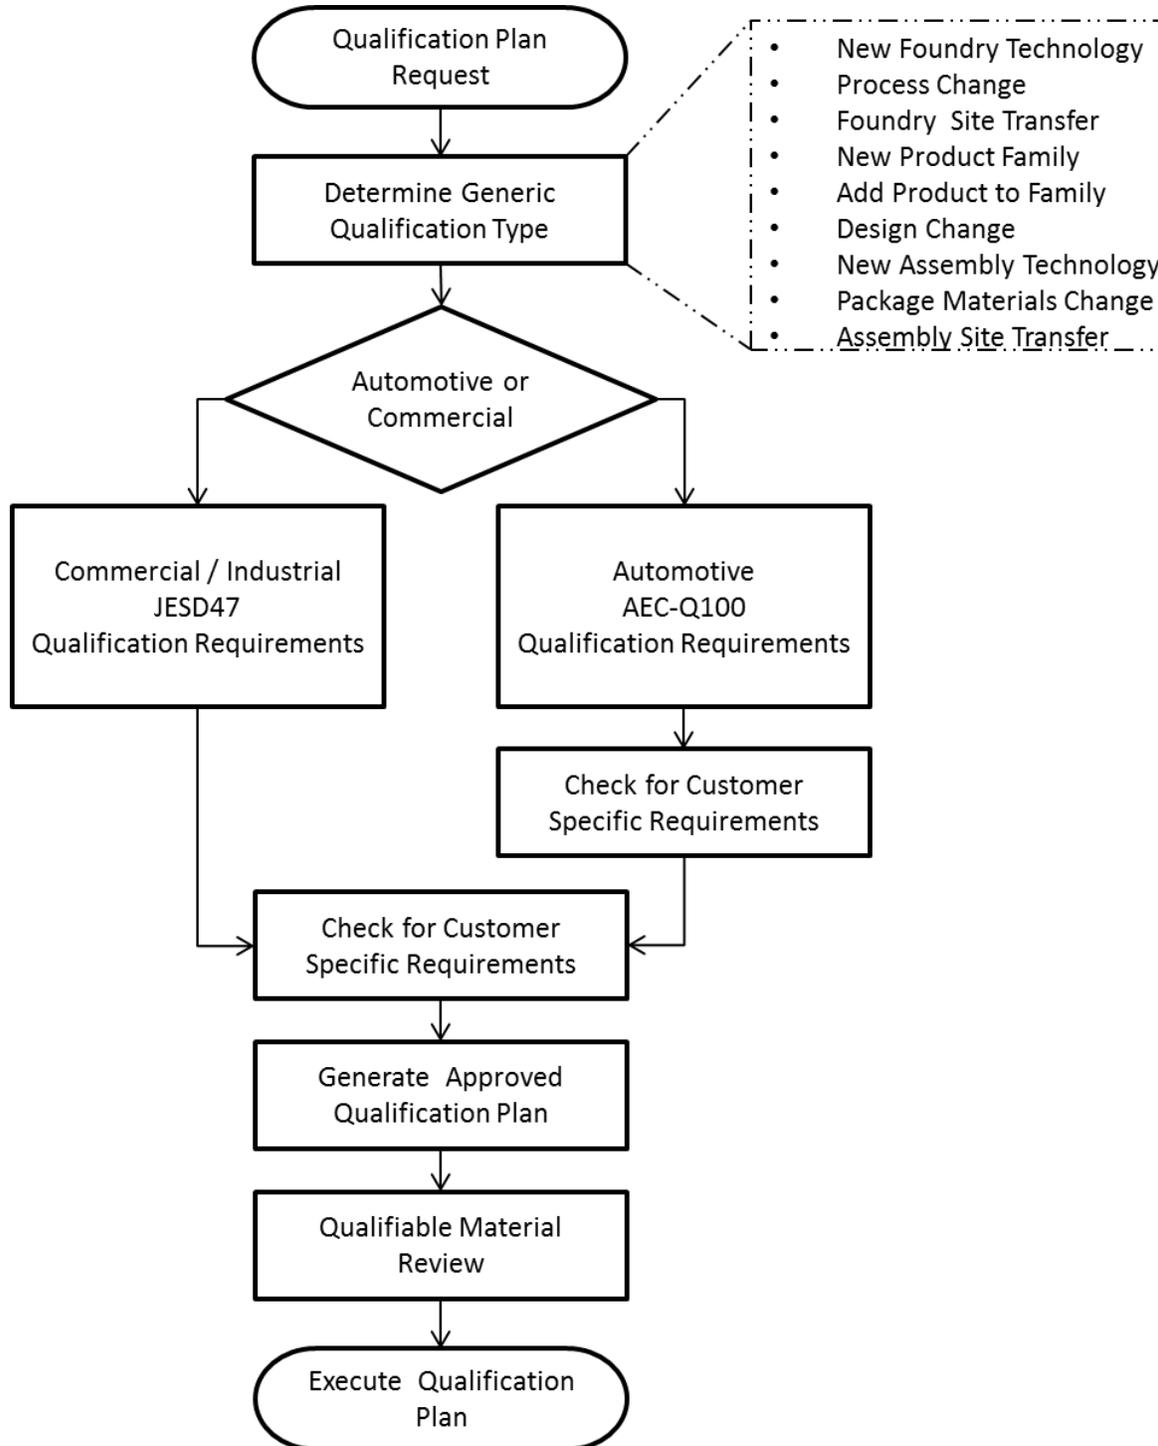 Qualification Plan
Request
• New Foundry Technology
• Process Change
• Foundry Site Transfer
• New Product Family
• Add Product to Family
• Design Change
• New Assembly Technology
• Package Materials Change
• Assembly Site Transfer
Determine Generic
Qualification Type
Automotive or
Commercial
Commercial / Industrial
JESD47
Qualification Requirements
Automotive
AEC-Q100
Qualification Requirements
Check for Customer
Specific Requirements
Check for Customer
Specific Requirements
Generate Approved
Qualification Plan
Qualifiable Material
Review
Execute Qualification
Plan